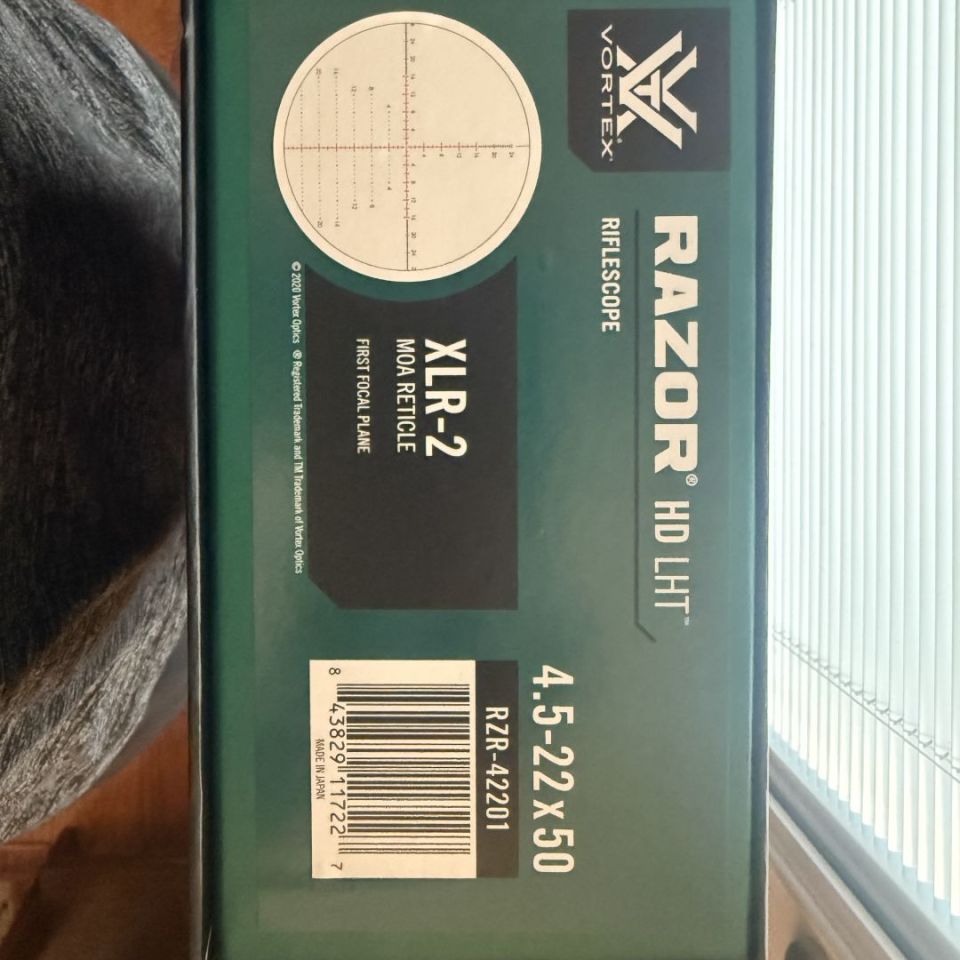 VORTEX®
RAZOR® HD LHT™
RIFLESCOPE
XLR-2
MOA RETICLE
FIRST FOCAL PLANE
© 2020 Vortex Optics ® Registered Trademark and TM Trademark of Vortex Optics
4.5-22x50
RZR-42201
8 43829 11722 7
MADE IN JAPAN